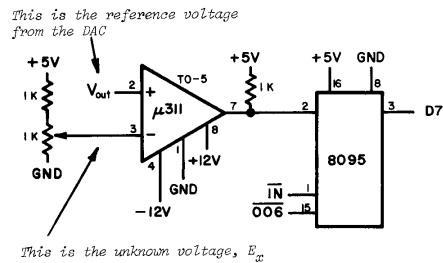 This is the reference voltage
from the DAC
+5V
1K
1K
GND
Vout
2
+
3
−
TO-5
μ311
7
8
1
4
+12V
GND
-12V
+5V
1K
2
+5V
16
GND
8
3
D7
8095
IN
1
006
15
This is the unknown voltage, Ex